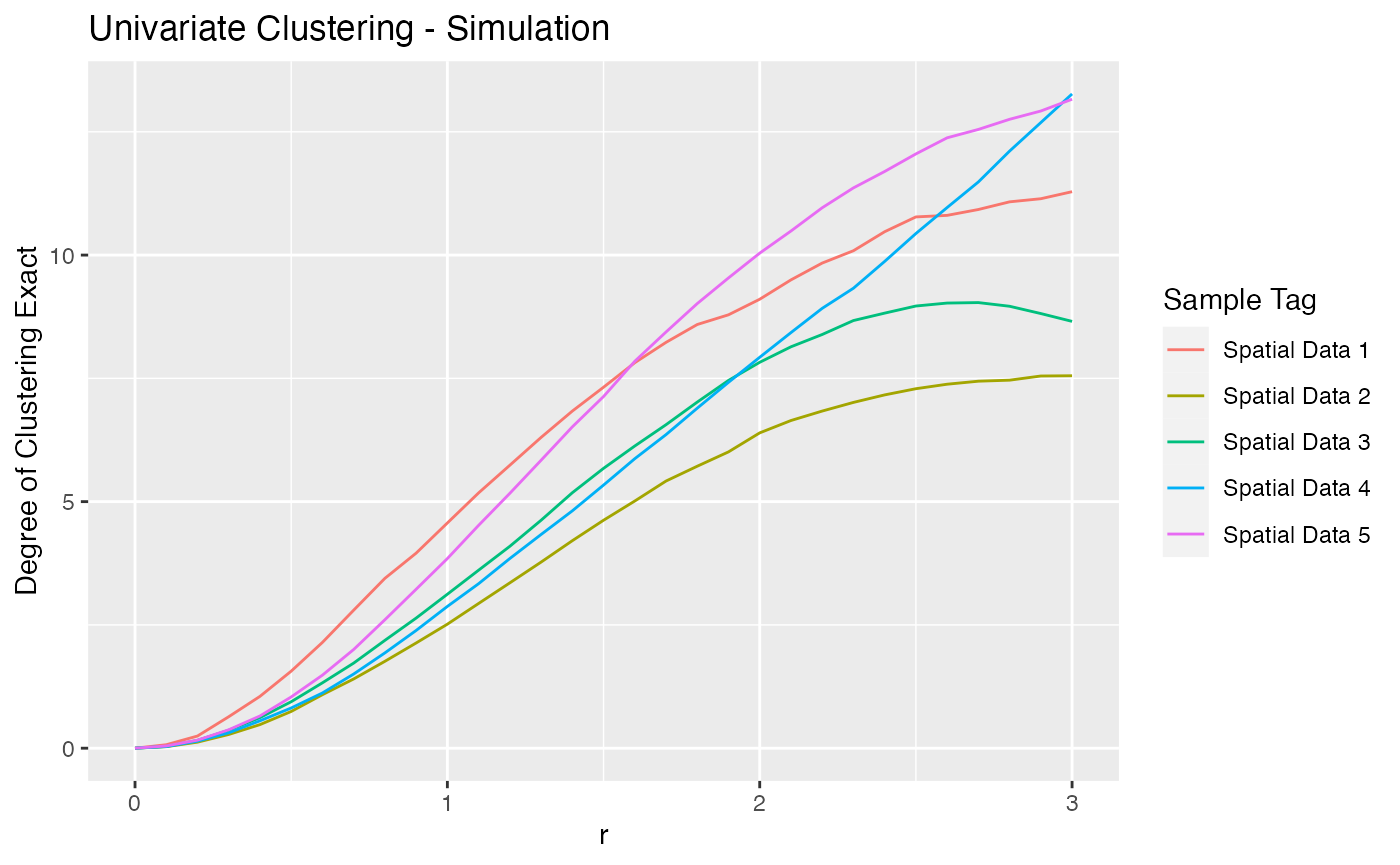 Univariate Clustering - Simulation
Degree of Clustering Exact
10
5
0
0
1
2
3
r
Sample Tag
Spatial Data 1
Spatial Data 2
Spatial Data 3
Spatial Data 4
Spatial Data 5